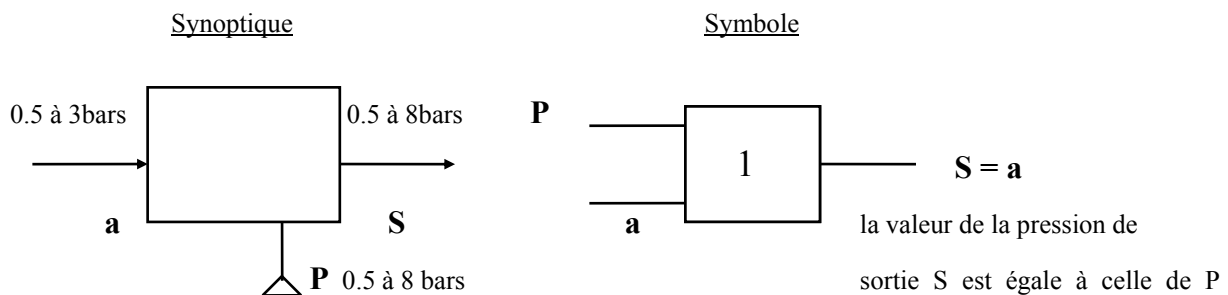 Synoptique
0.5 à 3bars
0.5 à 8bars
a
S
P 0.5 à 8 bars
Symbole
P
1
a
S = a
la valeur de la pression de
sortie S est égale à celle de P